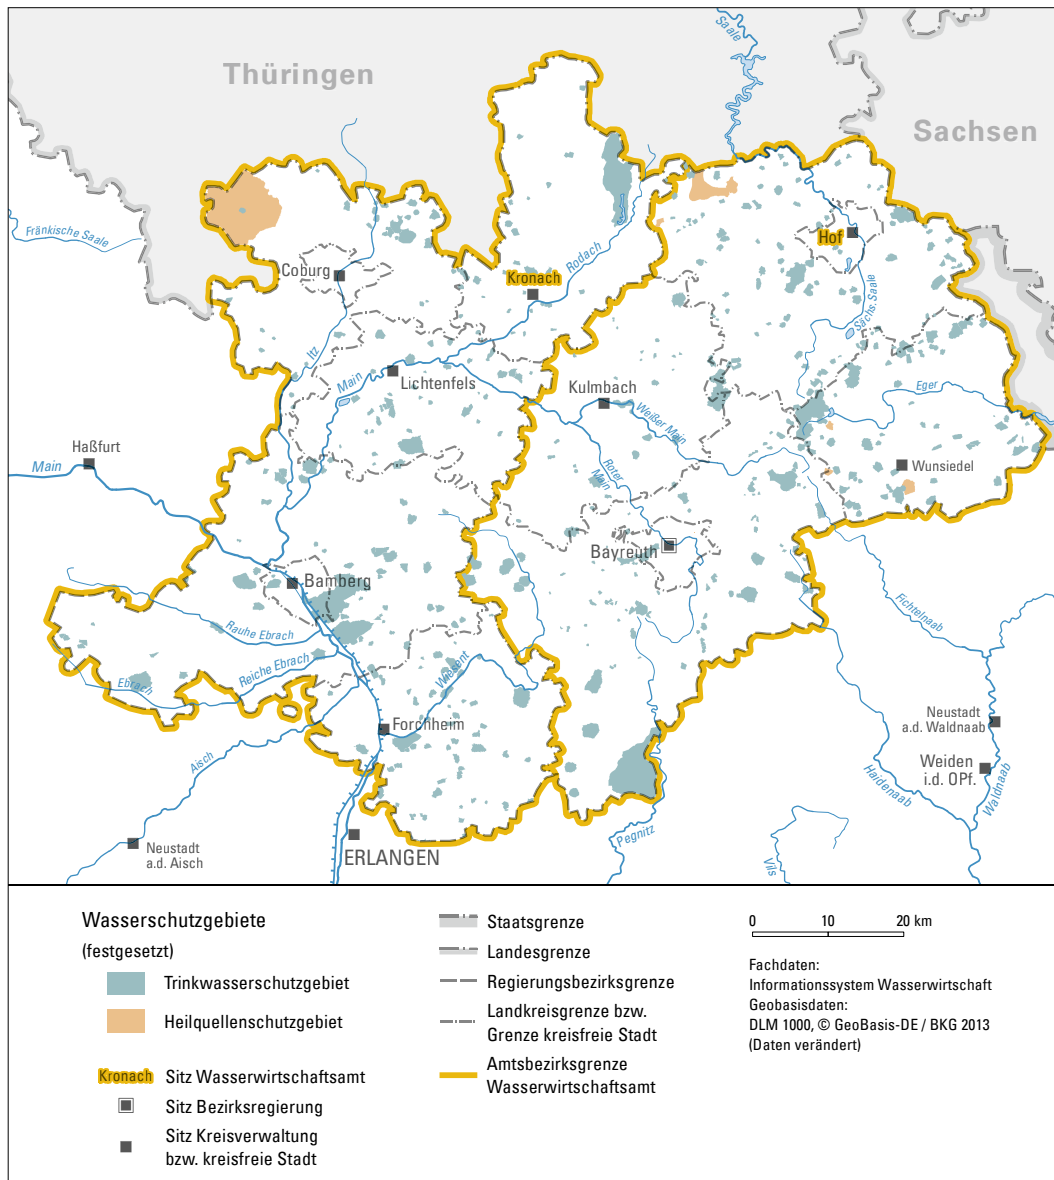 Saale
Thüringen
Sachsen
Fränkische Saale
Hof
Coburg
Kronach
Rodach
Sächs. Saale
Itz
Main
Lichtenfels
Kulmbach
Eger
Weißer Main
Haßfurt
Main
Roter
Main
Wunsiedel
Bayreuth
Bamberg
Fichtelnaab
Rauhe Ebrach
Reiche Ebrach
Wiesent
Ebrach
Forchheim
Neustadt
a.d. Waldnaab
Aisch
Weiden
i.d. OPf.
Haidenaab
Waldnaab
Pegnitz
Neustadt
a.d. Aisch
ERLANGEN
Vils
Wasserschutzgebiete
(festgesetzt)
Trinkwasserschutzgebiet
Heilquellenschutzgebiet
Kronach
Sitz Wasserwirtschaftsamt
Sitz Bezirksregierung
Sitz Kreisverwaltung
bzw. kreisfreie Stadt
Staatsgrenze
Landesgrenze
Regierungsbezirksgrenze
Landkreisgrenze bzw.
Grenze kreisfreie Stadt
Amtsbezirksgrenze
Wasserwirtschaftsamt
0 10 20 km
Fachdaten:
Informationssystem Wasserwirtschaft
Geobasisdaten:
DLM 1000, © GeoBasis-DE / BKG 2013
(Daten verändert)